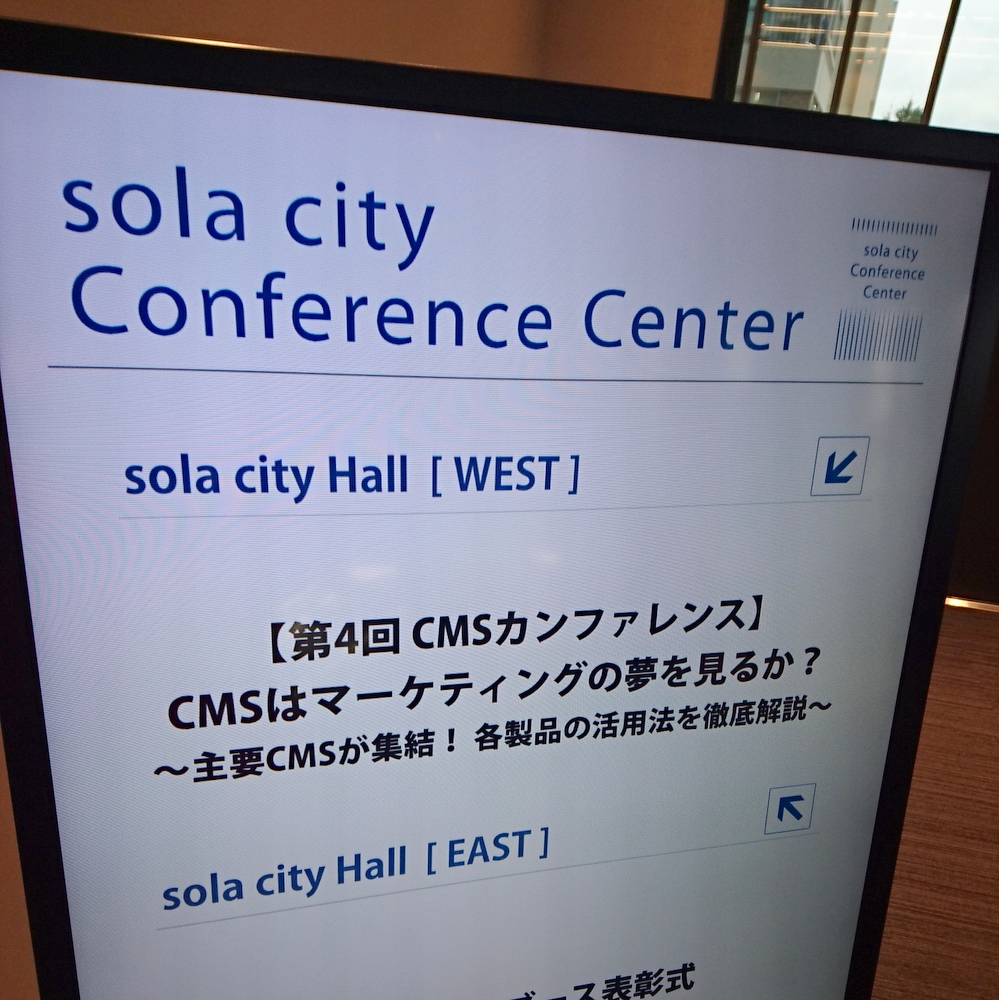 sola city
Conference Center
sola city
Conference
Center
sola city Hall [ WEST ]
【第4回 CMSカンファレンス】
CMSはマーケティングの夢を見るか？
～主要CMSが集結！ 各製品の活用法を徹底解説～
sola city Hall [ EAST ]
ブース表彰式